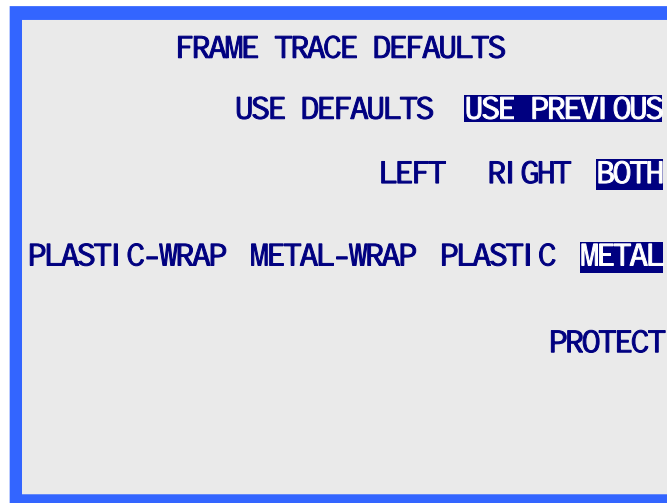 FRAME TRACE DEFAULTS
USE DEFAULTS USE PREVIOUS
LEFT RIGHT BOTH
PLASTIC-WRAP METAL-WRAP PLASTIC METAL
PROTECT